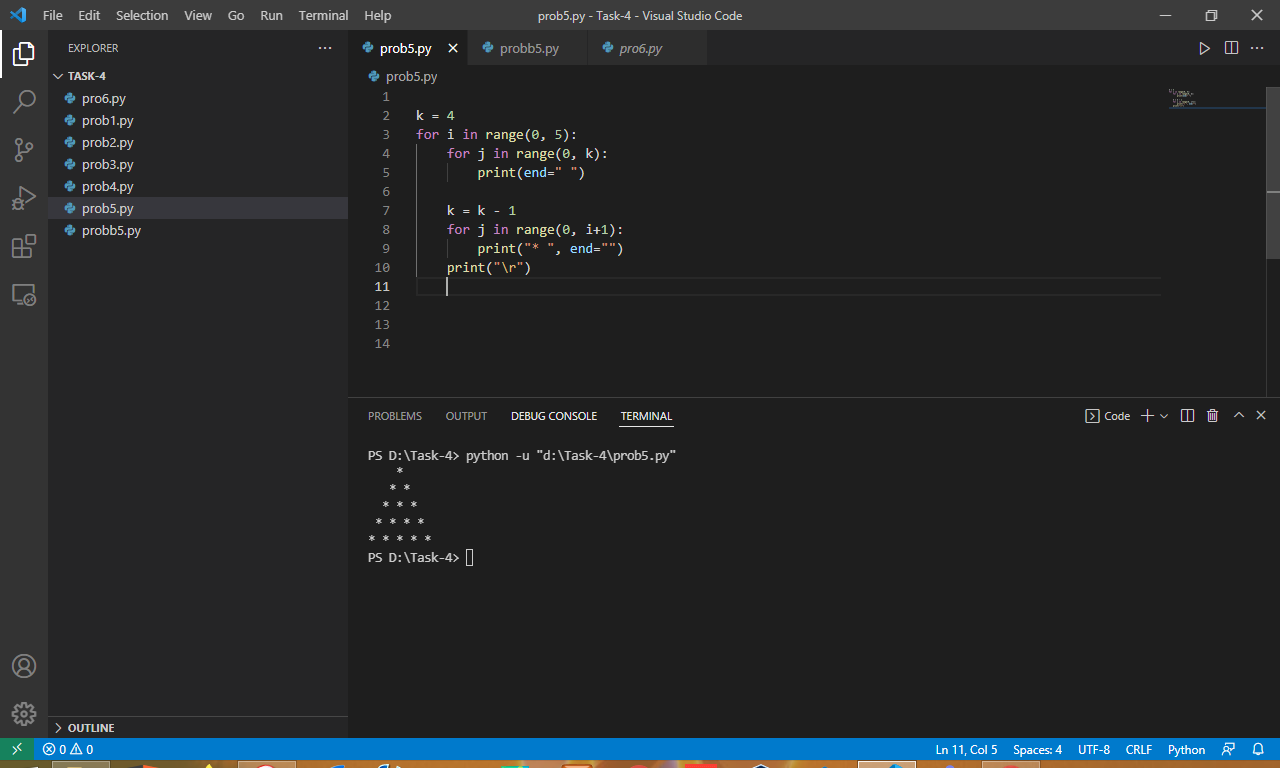 File Edit Selection View Go Run Terminal Help
prob5.py - Task-4 - Visual Studio Code
EXPLORER
TASK-4
pro6.py
prob1.py
prob2.py
prob3.py
prob4.py
prob5.py
probb5.py
OUTLINE
prob5.py probb5.py pro6.py
prob5.py
1
2 k = 4
3 for i in range(0, 5):
4 for j in range(0, k):
5 print(end=" ")
6
7 k = k - 1
8 for j in range(0, i+1):
9 print("* ", end="")
10 print("\r")
11
12
13
14
PROBLEMS OUTPUT DEBUG CONSOLE TERMINAL
Code
PS D:\Task-4> python -u "d:\Task-4\prob5.py"
*
* *
* * *
* * * *
* * * * *
PS D:\Task-4>
0 0
Ln 11, Col 5 Spaces: 4 UTF-8 CRLF Python